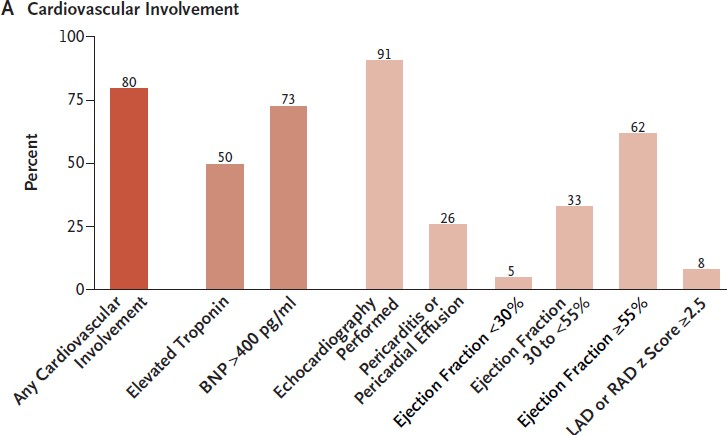 A Cardiovascular Involvement
100
75
50
25
0
Percent
80
50
73
91
26
5
33
62
8
Any Cardiovascular
Involvement
Elevated Troponin
BNP >400 pg/ml
Echocardiography
Performed
Pericarditis or
Pericardial Effusion
Ejection Fraction <30%
Ejection Fraction
30 to <55%
Ejection Fraction ≥55%
LAD or RAD z Score ≥2.5